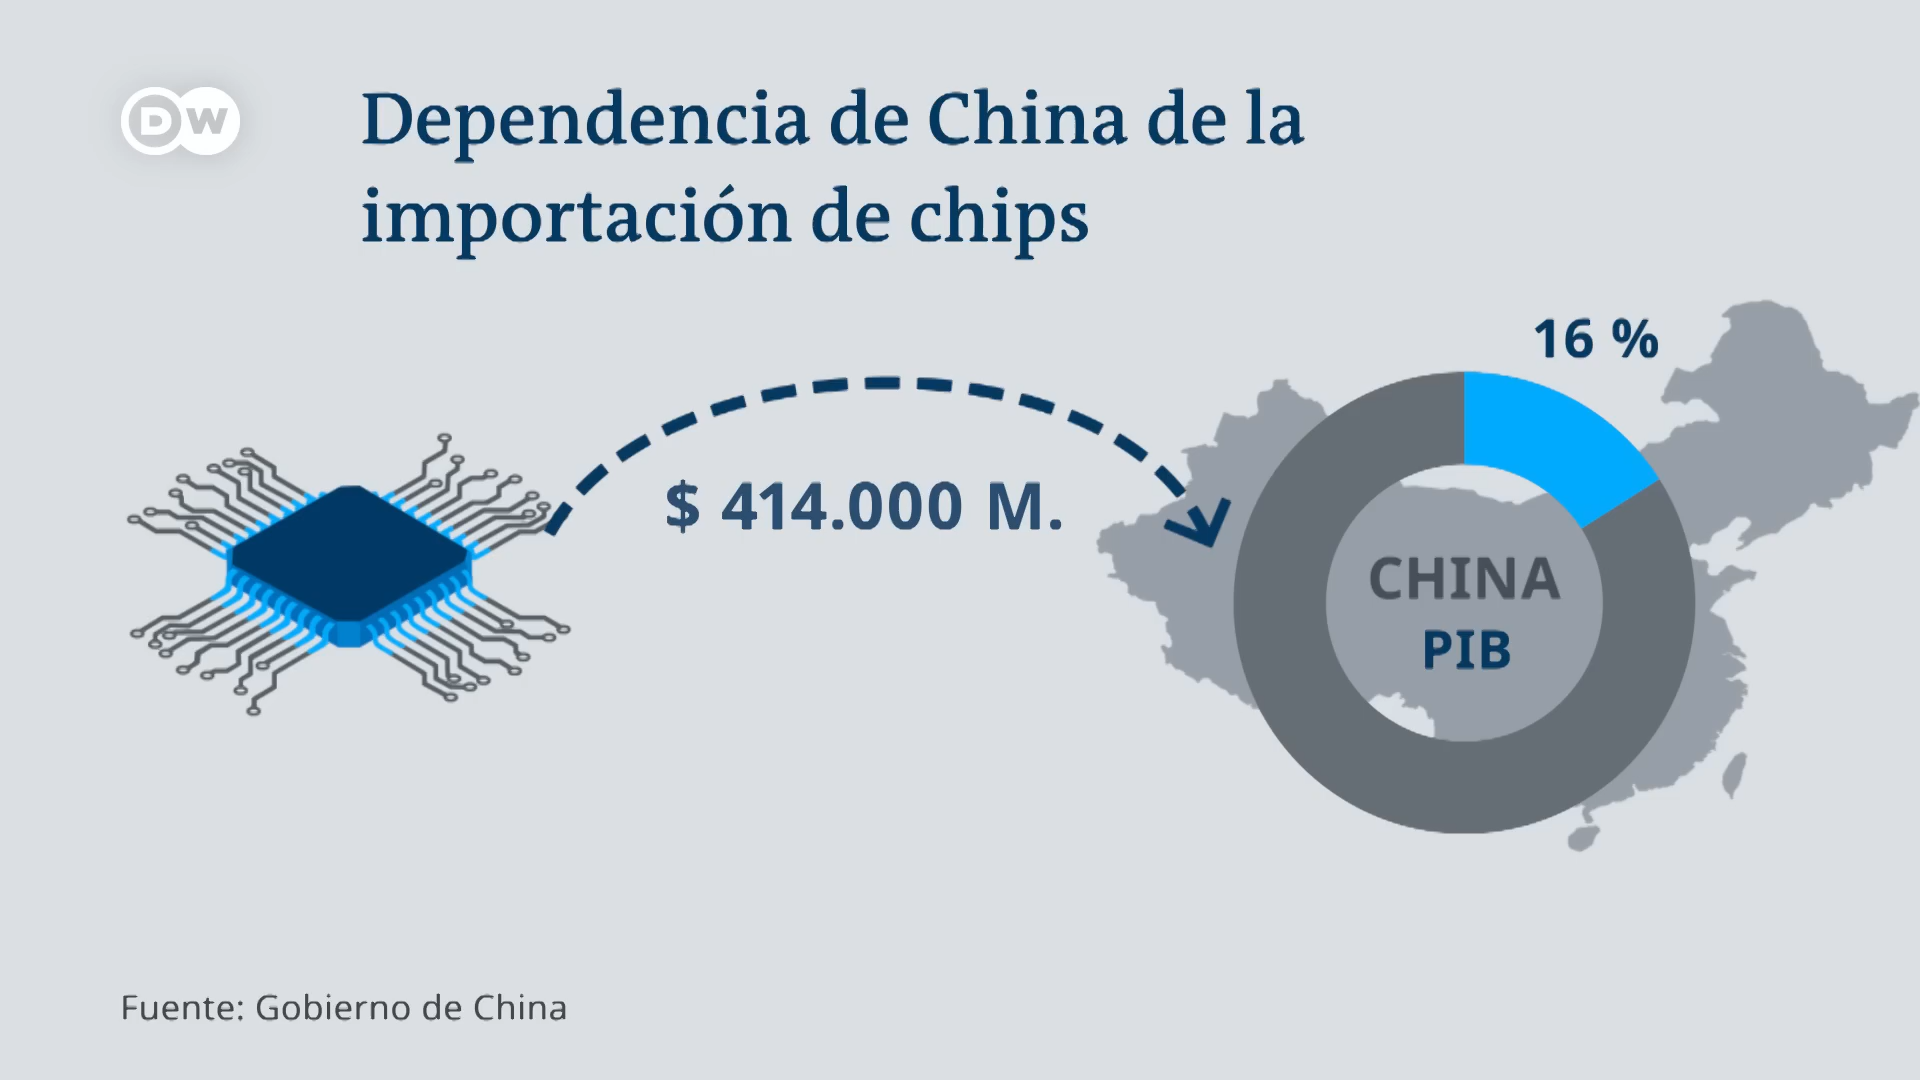 DW
Dependencia de China de la
importación de chips
16 %
$ 414.000 M.
CHINA
PIB
Fuente: Gobierno de China